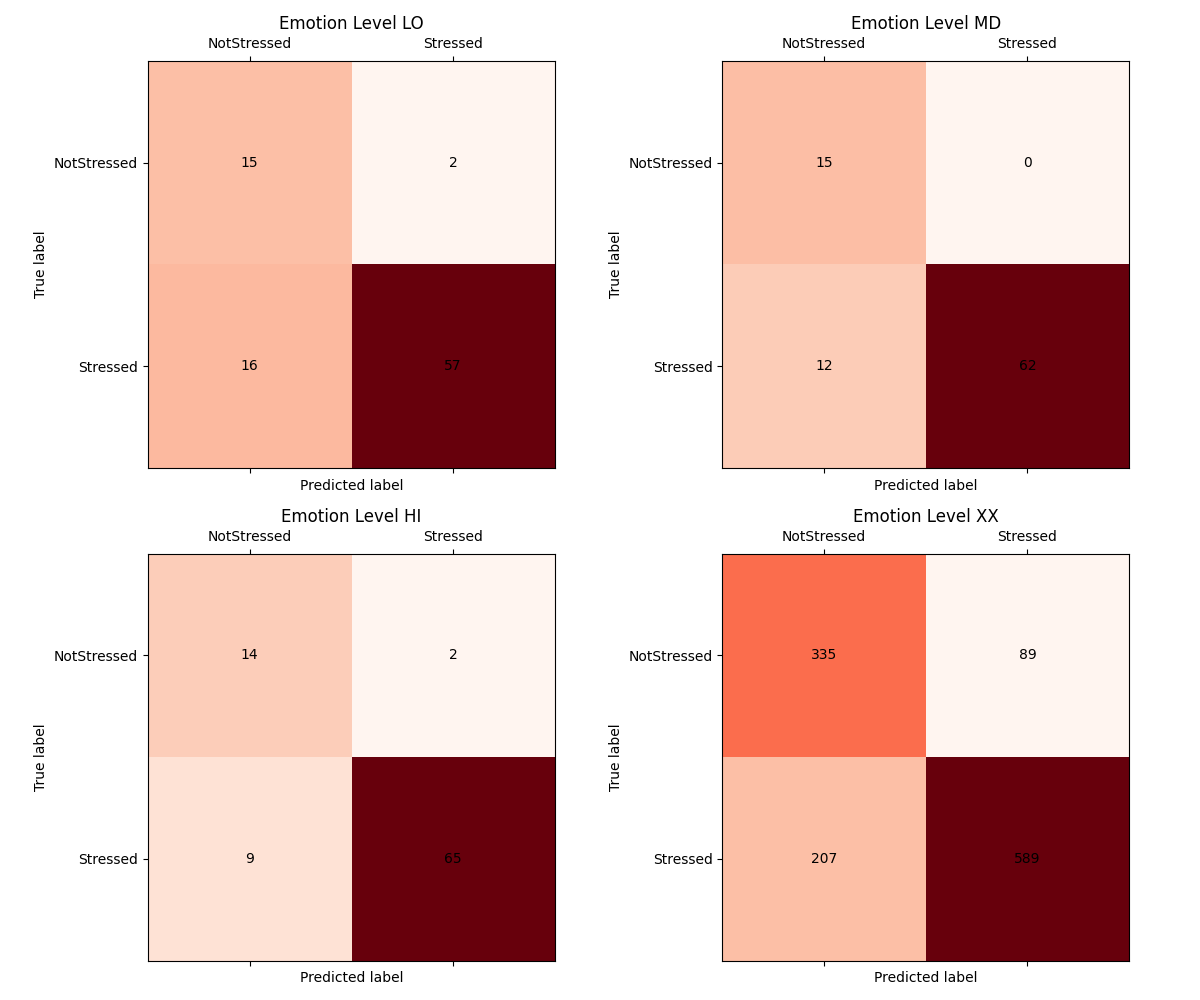 Emotion Level LO
NotStressed Stressed
NotStressed 15 2
True label
Stressed 16 57
Predicted label
Emotion Level MD
NotStressed Stressed
NotStressed 15 0
True label
Stressed 12 62
Predicted label
Emotion Level HI
NotStressed Stressed
NotStressed 14 2
True label
Stressed 9 65
Predicted label
Emotion Level XX
NotStressed Stressed
NotStressed 335 89
True label
Stressed 207 589
Predicted label